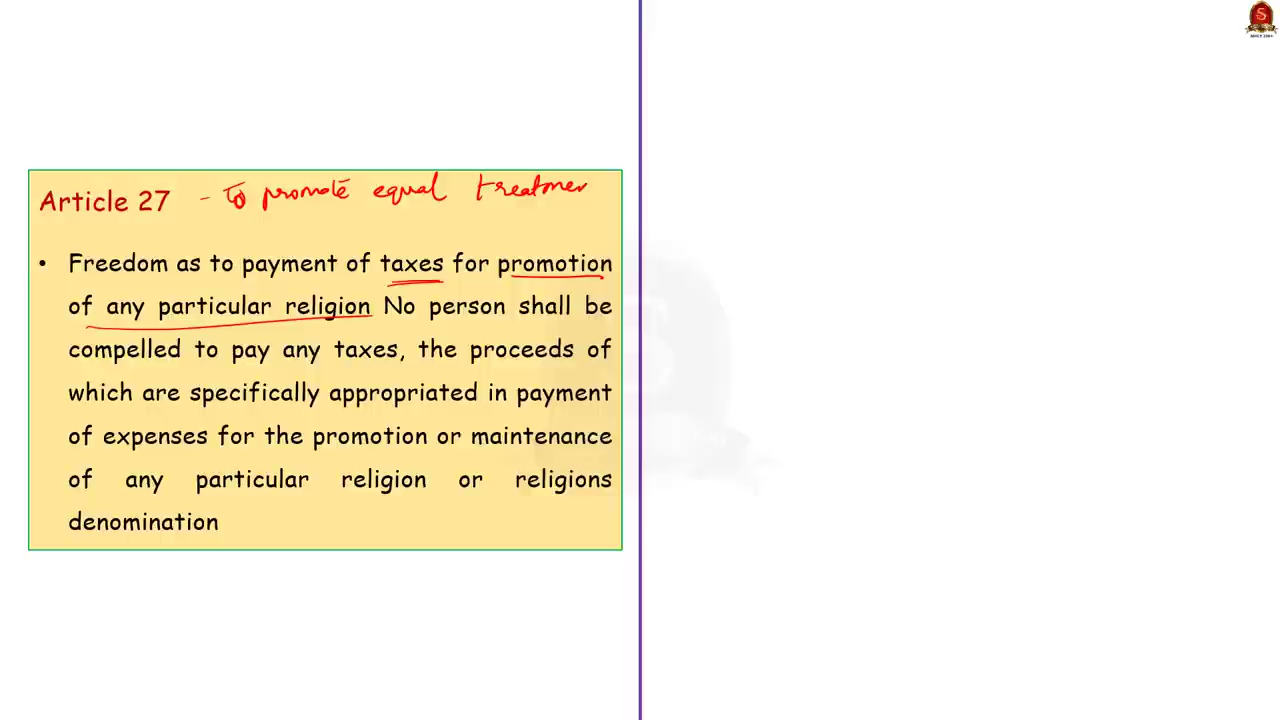 Article 27 - To promote equal treatmen
• Freedom as to payment of taxes for promotion
of any particular religion No person shall be
compelled to pay any taxes, the proceeds of
which are specifically appropriated in payment
of expenses for the promotion or maintenance
of any particular religion or religions
denomination
S
SINCE 2004